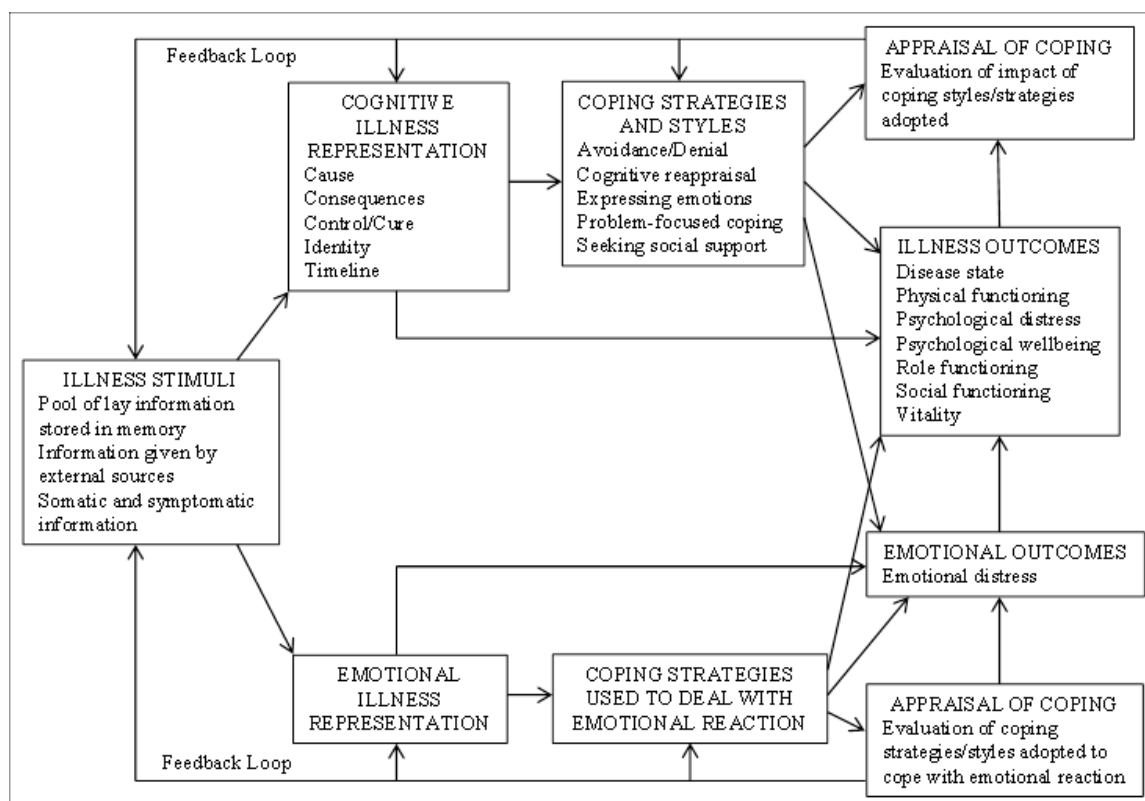 Feedback Loop
COGNITIVE
ILLNESS
REPRESENTATION
Cause
Consequences
Control/Cure
Identity
Timeline
COPING STRATEGIES
AND STYLES
Avoidance/Denial
Cognitive reappraisal
Expressing emotions
Problem-focused coping
Seeking social support
APPRAISAL OF COPING
Evaluation of impact of
coping styles/strategies
adopted
ILLNESS OUTCOMES
Disease state
Physical functioning
Psychological distress
Psychological wellbeing
Role functioning
Social functioning
Vitality
ILLNESS STIMULI
Pool of lay information
stored in memory
Information given by
external sources
Somatic and symptomatic
information
EMOTIONAL OUTCOMES
Emotional distress
EMOTIONAL
ILLNESS
REPRESENTATION
COPING STRATEGIES
USED TO DEAL WITH
EMOTIONAL REACTION
APPRAISAL OF COPING
Evaluation of coping
strategies/styles adopted to
cope with emotional reaction
Feedback Loop